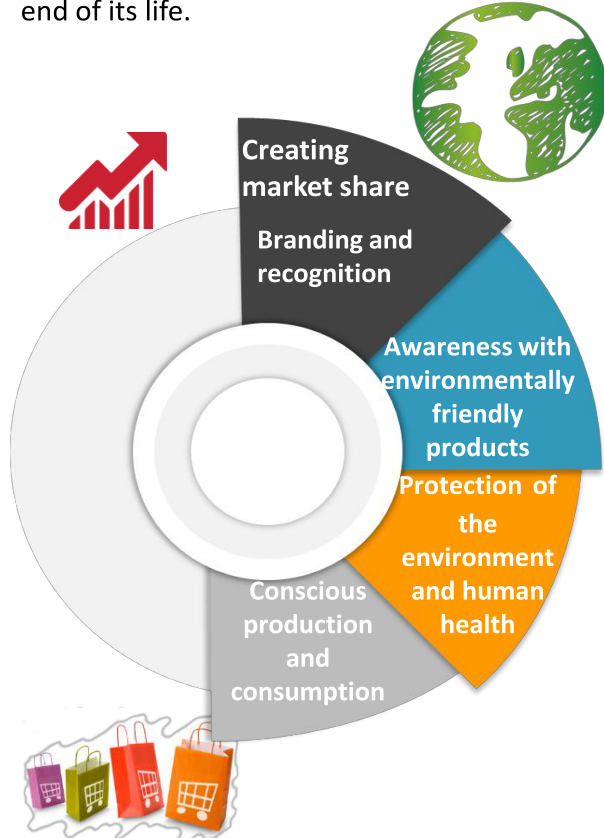 end of its life.
Creating
market share
Branding and
recognition
Awareness with
environmentally
friendly
products
Protection of
the
environment
and human
health
Conscious
production
and
consumption